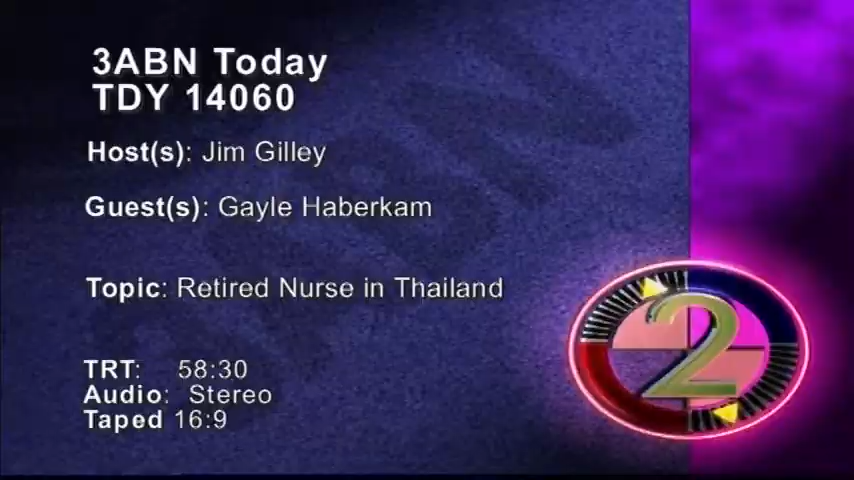 3ABN Today
TDY 14060
Host(s): Jim Gilley
Guest(s): Gayle Haberkam
Topic: Retired Nurse in Thailand
TRT: 58:30
Audio: Stereo
Taped 16:9
2